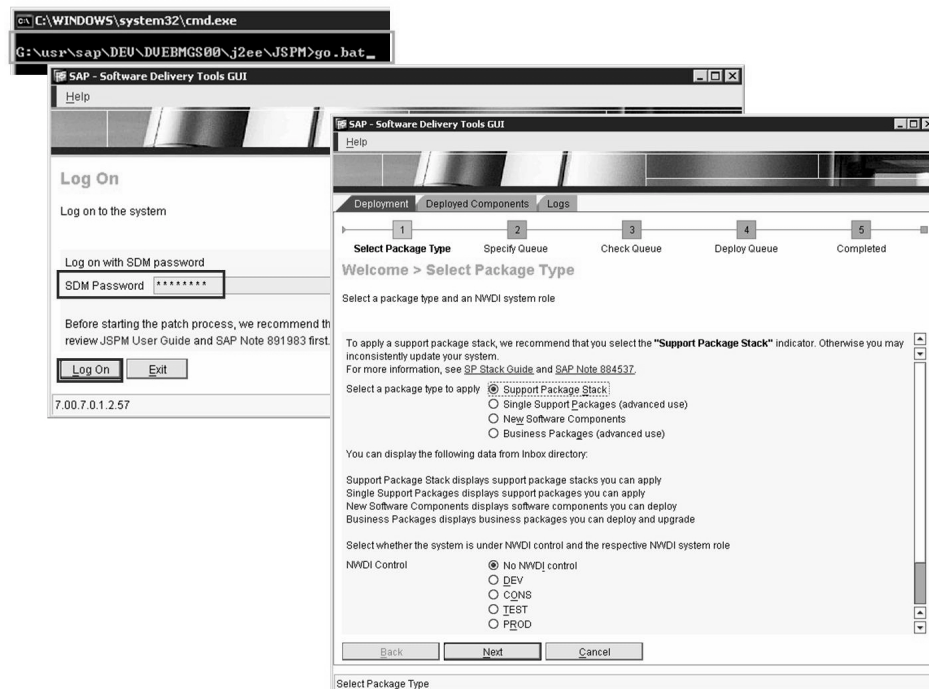 C:\WINDOWS\system32\cmd.exe
G:\usr\sap\DEV\DVEBMGS00\j2ee\JSPM>go.bat_
SAP - Software Delivery Tools GUI
Help
Log On
Log on to the system
Log on with SDM password
SDM Password ********
Before starting the patch process, we recommend th
review JSPM User Guide and SAP Note 891983 first.
Log On Exit
7.00.7.0.1.2.57
SAP - Software Delivery Tools GUI
Help
Deployment Deployed Components Logs
1 2 3 4 5
Select Package Type Specify Queue Check Queue Deploy Queue Completed
Welcome > Select Package Type
Select a package type and an NWDI system role
To apply a support package stack, we recommend that you select the "Support Package Stack" indicator. Otherwise you may
inconsistently update your system.
For more information, see SP Stack Guide and SAP Note 884537.
Select a package type to apply Support Package Stack
Single Support Packages (advanced use)
New Software Components
Business Packages (advanced use)
You can display the following data from Inbox directory:
Support Package Stack displays support package stacks you can apply
Single Support Packages displays support packages you can apply
New Software Components displays software components you can deploy
Business Packages displays business packages you can deploy and upgrade
Select whether the system is under NWDI control and the respective NWDI system role
NWDI Control No NWDI control
DEV
CONS
TEST
PROD
Back Next Cancel
Select Package Type